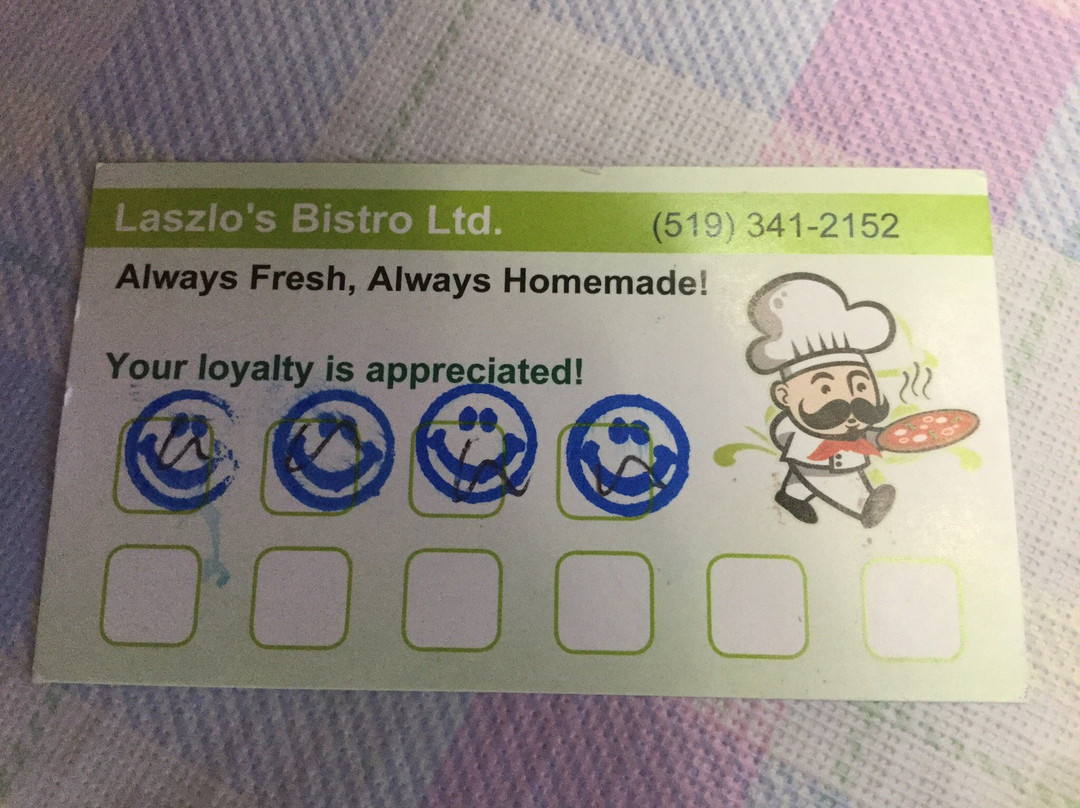 Laszlo's Bistro Ltd. (519) 341-2152
Always Fresh, Always Homemade!
Your loyalty is appreciated!